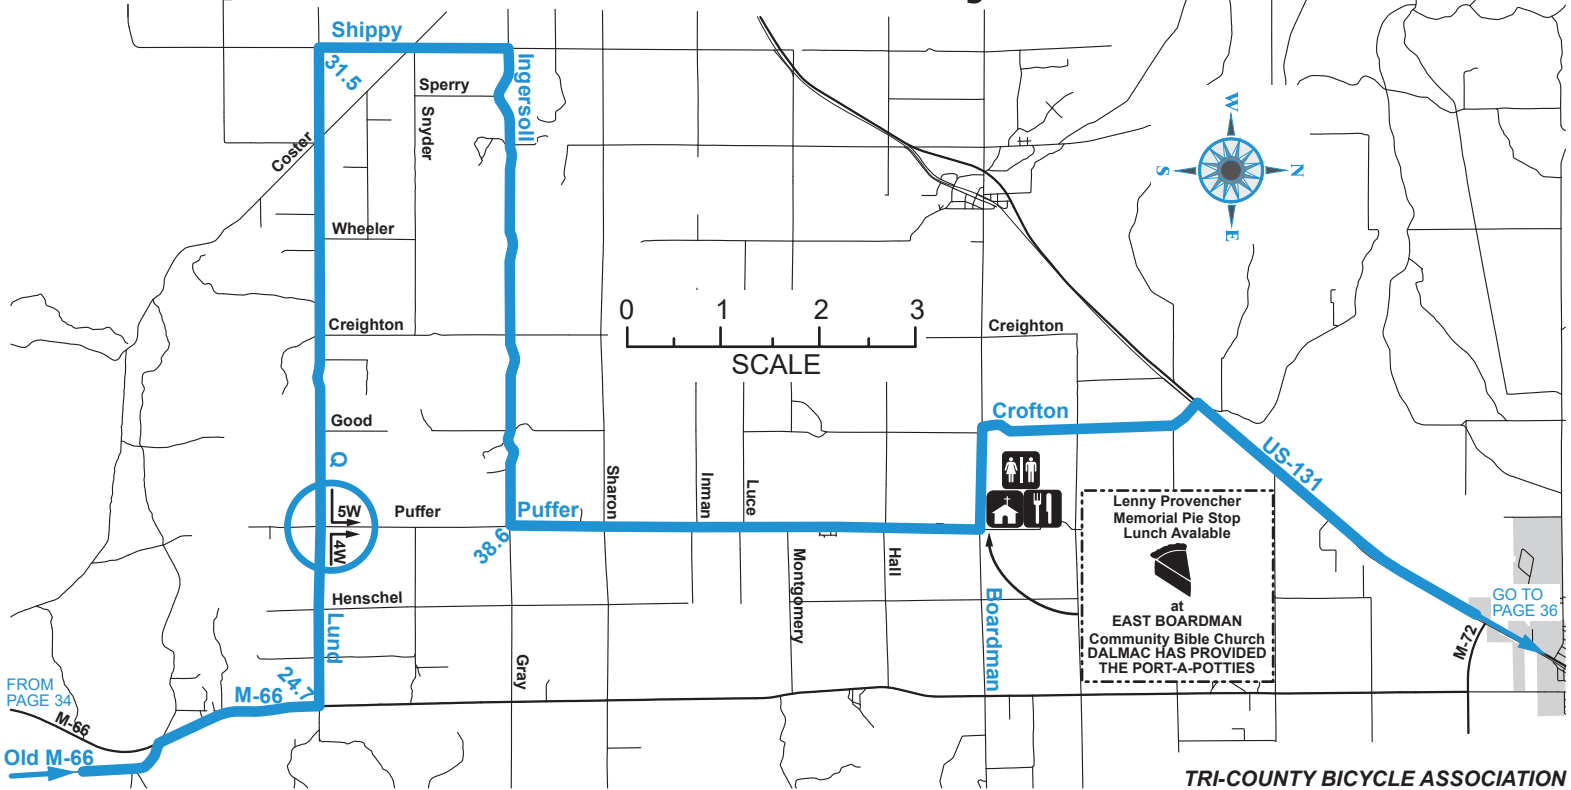 Shippy
31.5
Ingersoll
Sperry
Snyder
Coster
W
S
N
E
Wheeler
0 1 2 3
SCALE
Creighton
Creighton
Good
Crofton
Q
US-131
Sharon
Inman
Luce
5W
4W
Puffer
Puffer
38.6
Lenny Provencher
Memorial Pie Stop
Lunch Avalable
at
EAST BOARDMAN
Community Bible Church
DALMAC HAS PROVIDED
THE PORT-A-POTTIES
Montgomery
Hall
Boardman
Henschel
Lund
Gray
GO TO
PAGE 36
M-72
24.7
FROM
PAGE 34
M-66
M-66
Old M-66
TRI-COUNTY BICYCLE ASSOCIATION